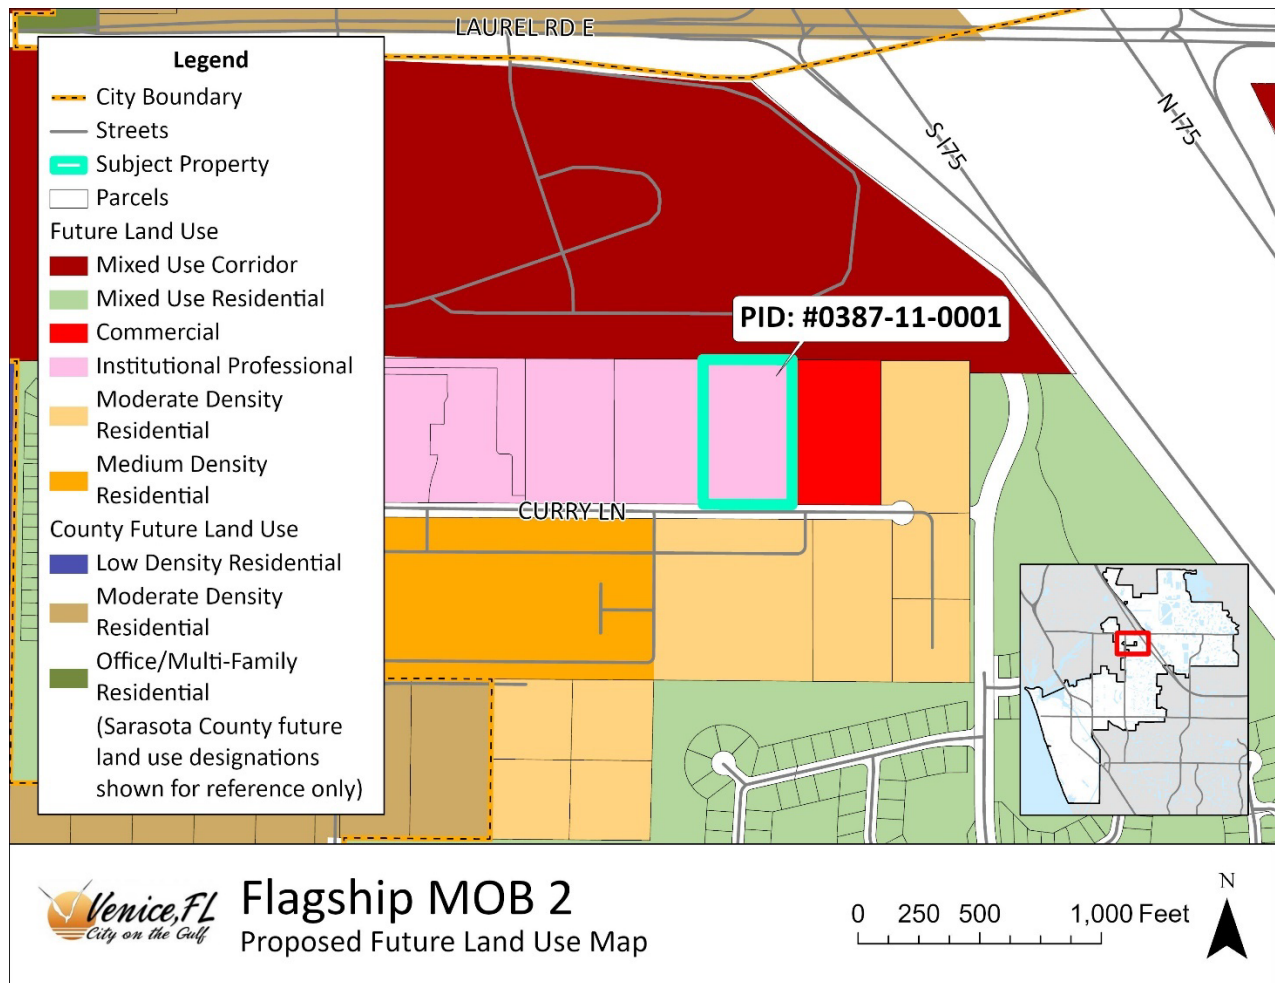 LAUREL RD E
Legend
City Boundary
Streets
Subject Property
Parcels
Future Land Use
Mixed Use Corridor
Mixed Use Residential
Commercial
Institutional Professional
Moderate Density
Residential
Medium Density
Residential
County Future Land Use
Low Density Residential
Moderate Density
Residential
Office/Multi-Family
Residential
(Sarasota County future
land use designations
shown for reference only)
S I75
N I75
PID: #0387-11-0001
CURRY LN
Venice, FL
City on the Gulf
Flagship MOB 2
Proposed Future Land Use Map
0 250 500 1,000 Feet
N